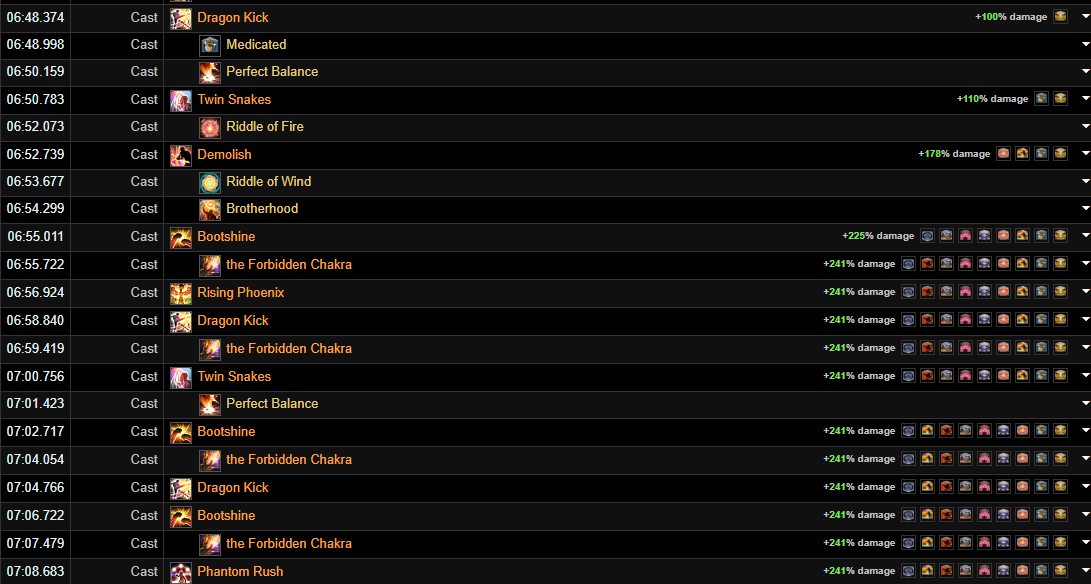 06:48.374 Cast Dragon Kick +100% damage
06:48.998 Cast Medicated
06:50.159 Cast Perfect Balance
06:50.783 Cast Twin Snakes +110% damage
06:52.073 Cast Riddle of Fire
06:52.739 Cast Demolish +178% damage
06:53.677 Cast Riddle of Wind
06:54.299 Cast Brotherhood
06:55.011 Cast Bootshine +225% damage
06:55.722 Cast the Forbidden Chakra +241% damage
06:56.924 Cast Rising Phoenix +241% damage
06:58.840 Cast Dragon Kick +241% damage
06:59.419 Cast the Forbidden Chakra +241% damage
07:00.756 Cast Twin Snakes +241% damage
07:01.423 Cast Perfect Balance
07:02.717 Cast Bootshine +241% damage
07:04.054 Cast the Forbidden Chakra +241% damage
07:04.766 Cast Dragon Kick +241% damage
07:06.722 Cast Bootshine +241% damage
07:07.479 Cast the Forbidden Chakra +241% damage
07:08.683 Cast Phantom Rush +241% damage